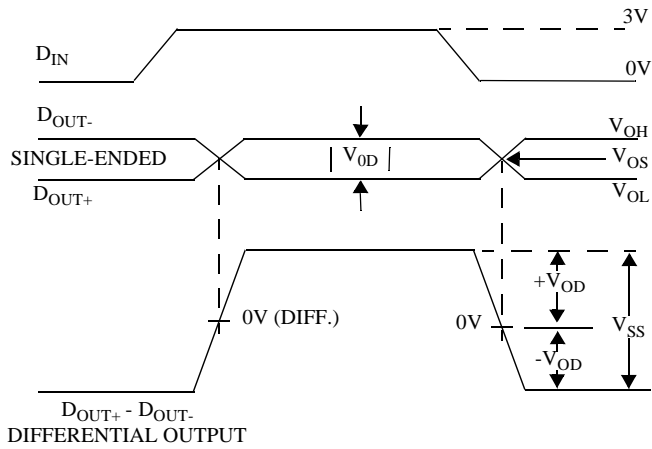 3V
D_IN
0V
D_OUT-
V_OH
SINGLE-ENDED
| V_0D |
V_OS
D_OUT+
V_OL
+V_OD
0V (DIFF.)
0V
V_SS
-V_OD
D_OUT+ - D_OUT-
DIFFERENTIAL OUTPUT